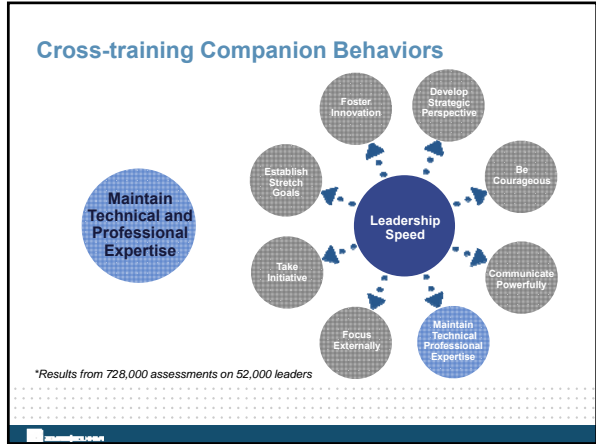 Cross-training Companion Behaviors
Maintain
Technical and
Professional
Expertise
Foster
Innovation
Develop
Strategic
Perspective
Establish
Stretch
Goals
Be
Courageous
Leadership
Speed
Take
Initiative
Communicate
Powerfully
Focus
Externally
Maintain
Technical
Professional
Expertise
*Results from 728,000 assessments on 52,000 leaders